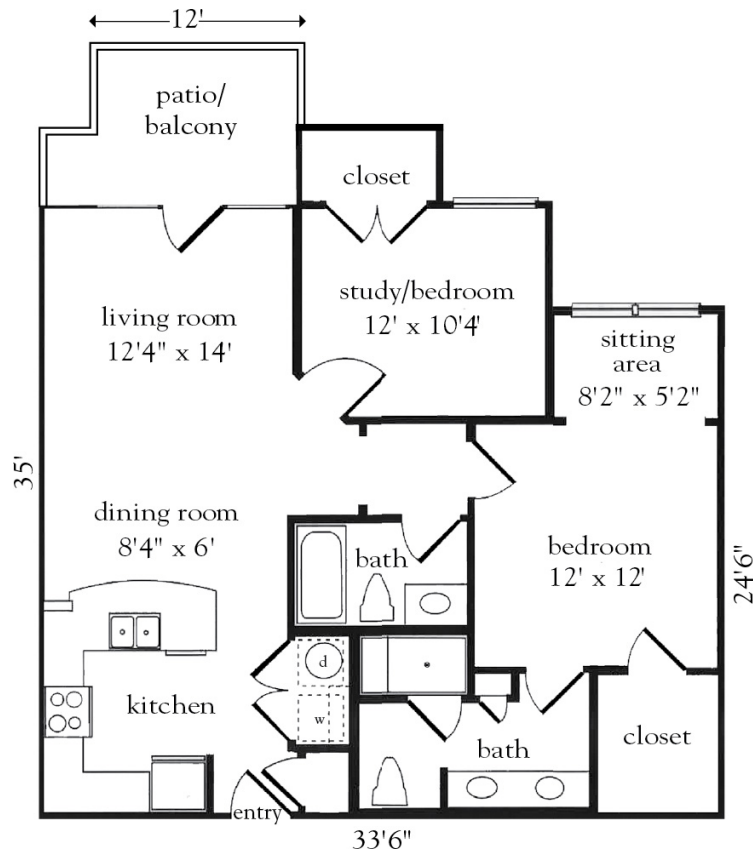 12'
patio/
balcony
closet
study/bedroom
12' x 10'4'
living room
12'4" x 14'
sitting
area
8'2" x 5'2"
35'
dining room
8'4" x 6'
bath
bedroom
12' x 12'
24'6"
d
w
kitchen
bath
closet
entry
33'6"